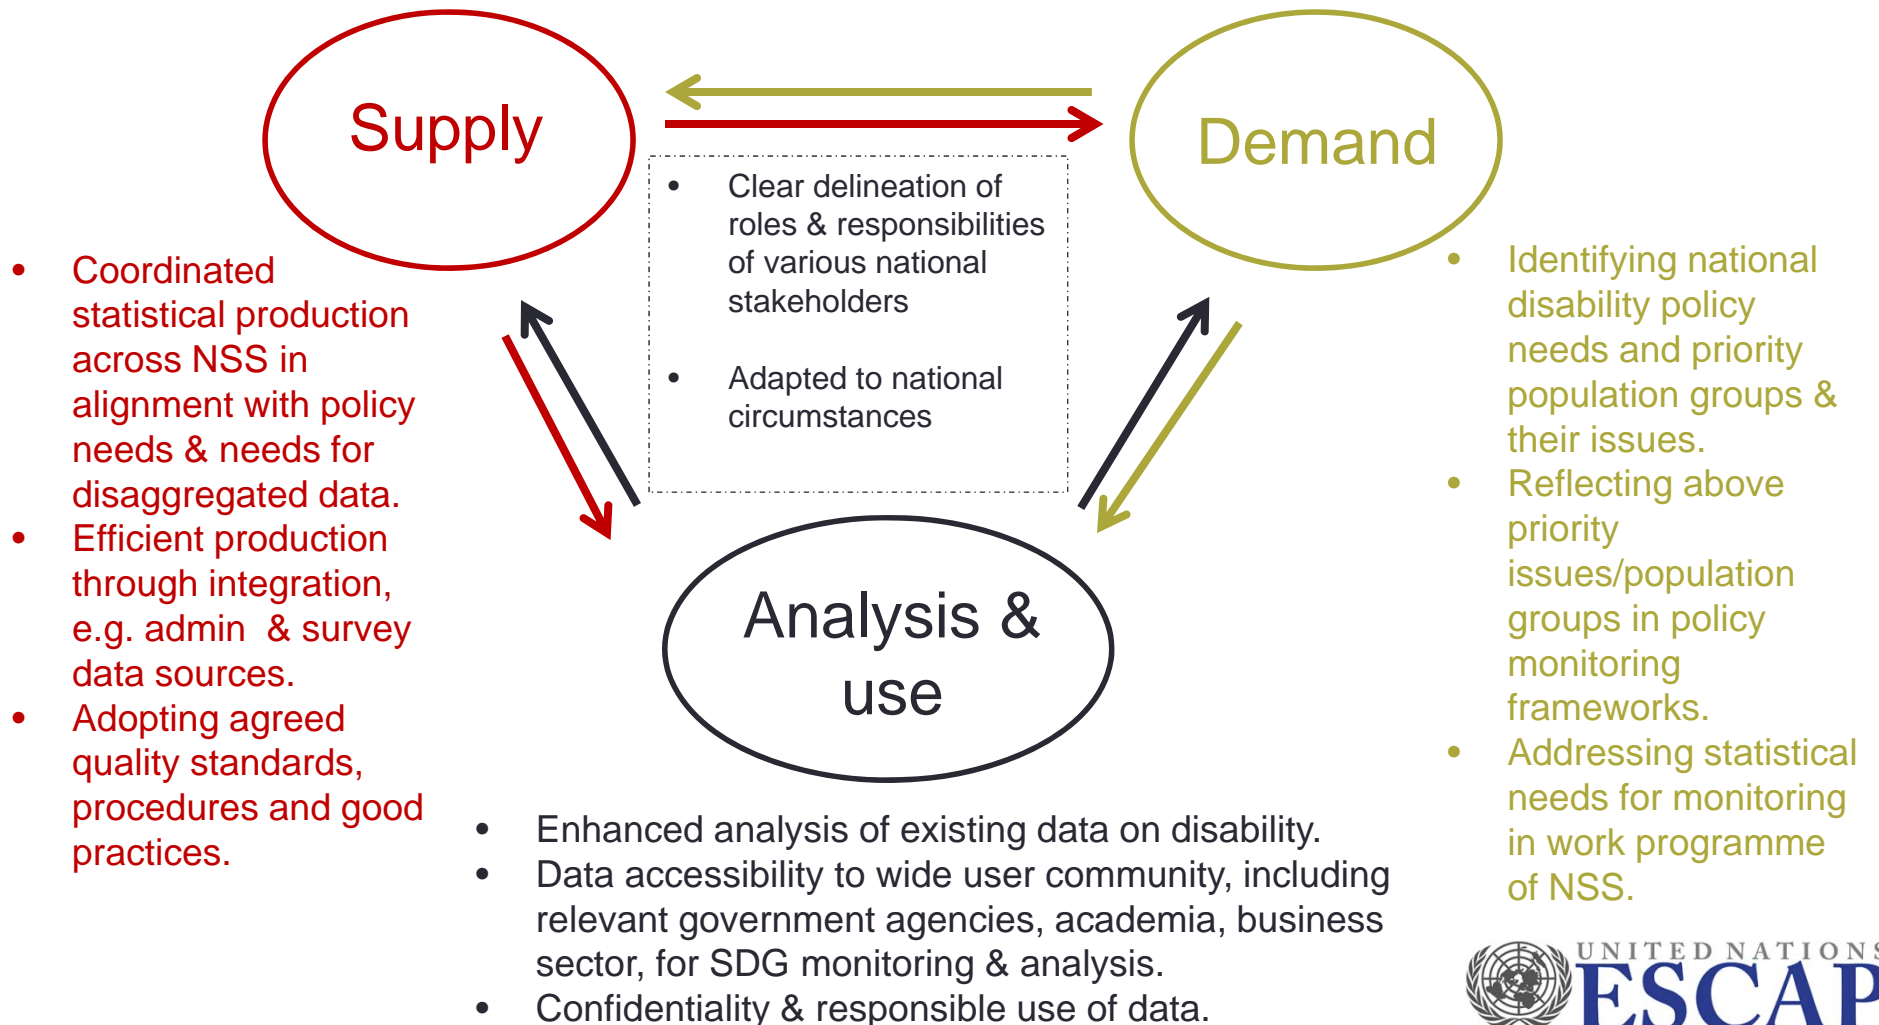 Supply
Demand
• Clear delineation of
roles & responsibilities
of various national
stakeholders
• Adapted to national
circumstances
• Coordinated
statistical production
across NSS in
alignment with policy
needs & needs for
disaggregated data.
• Efficient production
through integration,
e.g. admin & survey
data sources.
• Adopting agreed
quality standards,
procedures and good
practices.
• Identifying national
disability policy
needs and priority
population groups &
their issues.
• Reflecting above
priority
issues/population
groups in policy
monitoring
frameworks.
• Addressing statistical
needs for monitoring
in work programme
of NSS.
Analysis &
use
• Enhanced analysis of existing data on disability.
• Data accessibility to wide user community, including
relevant government agencies, academia, business
sector, for SDG monitoring & analysis.
• Confidentiality & responsible use of data.
UNITED NATIONS
ESCAP